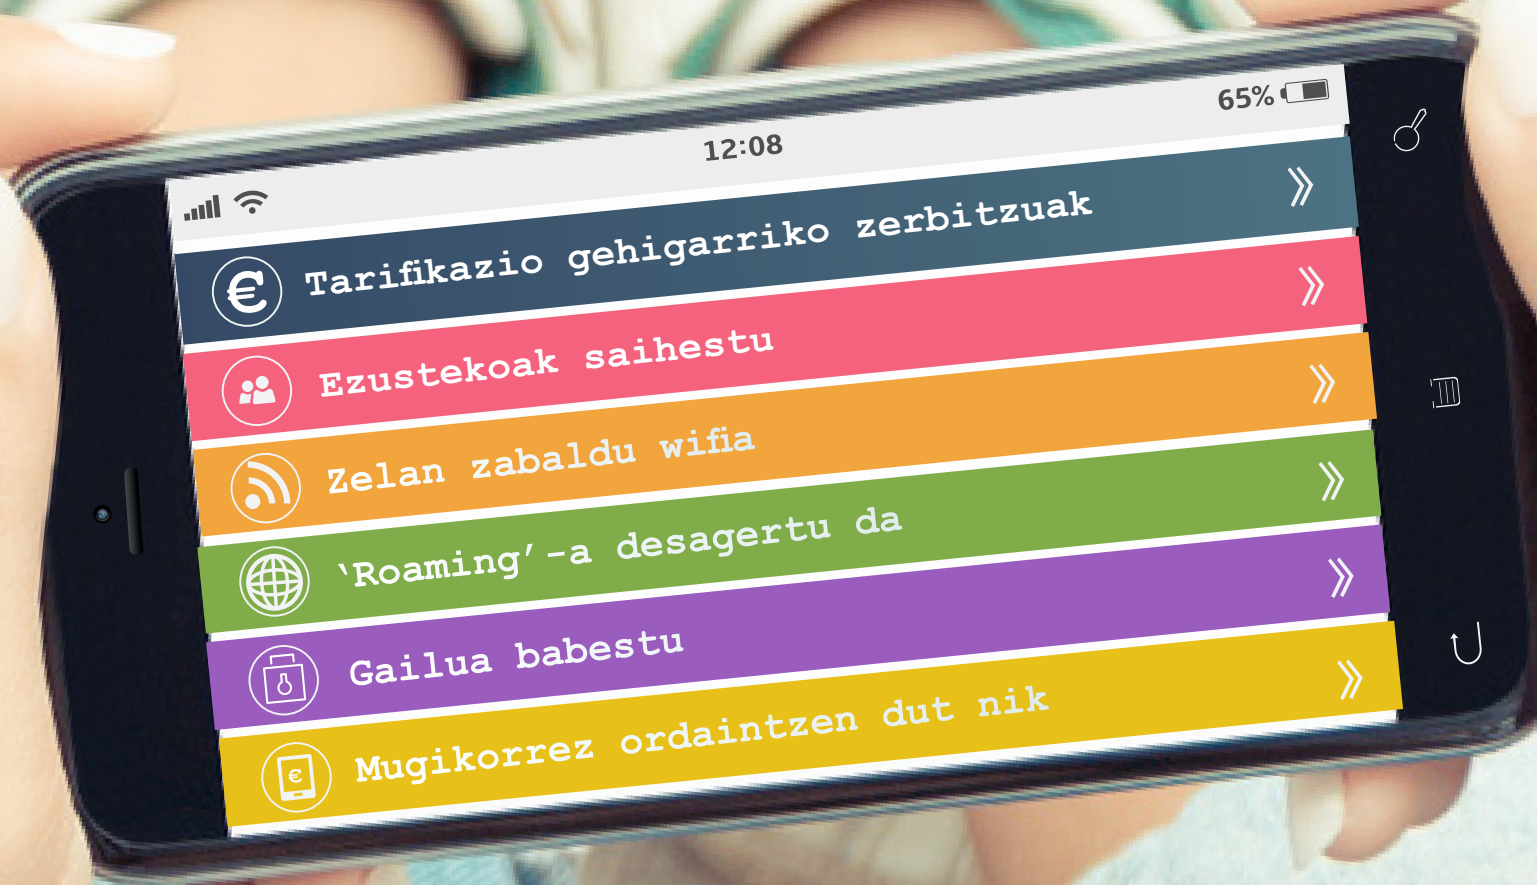 12:08
65%
Tarifikazio gehigarriko zerbitzuak
Ezustekoak saihestu
Zelan zabaldu wifia
‘Roaming’-a desagertu da
Gailua babestu
Mugikorrez ordaintzen dut nik